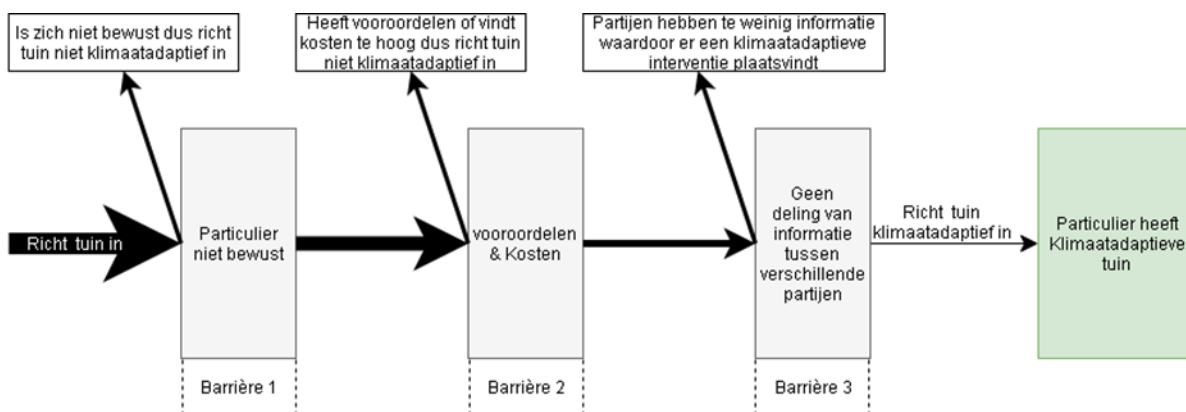 Is zich niet bewust dus richt
tuin niet klimaatadaptief in
Heeft vooroordelen of vindt
kosten te hoog dus richt tuin
niet klimaatadaptief in
Partijen hebben te weinig informatie
waardoor er een klimaatadaptieve
interventie plaatsvindt
Richt tuin in
Particulier
niet bewust
vooroordelen
& Kosten
Geen
deling van
informatie
tussen
verschillende
partijen
Richt tuin
klimaatadaptief in
Particulier heeft
Klimaatadaptieve
tuin
Barrière 1
Barrière 2
Barrière 3